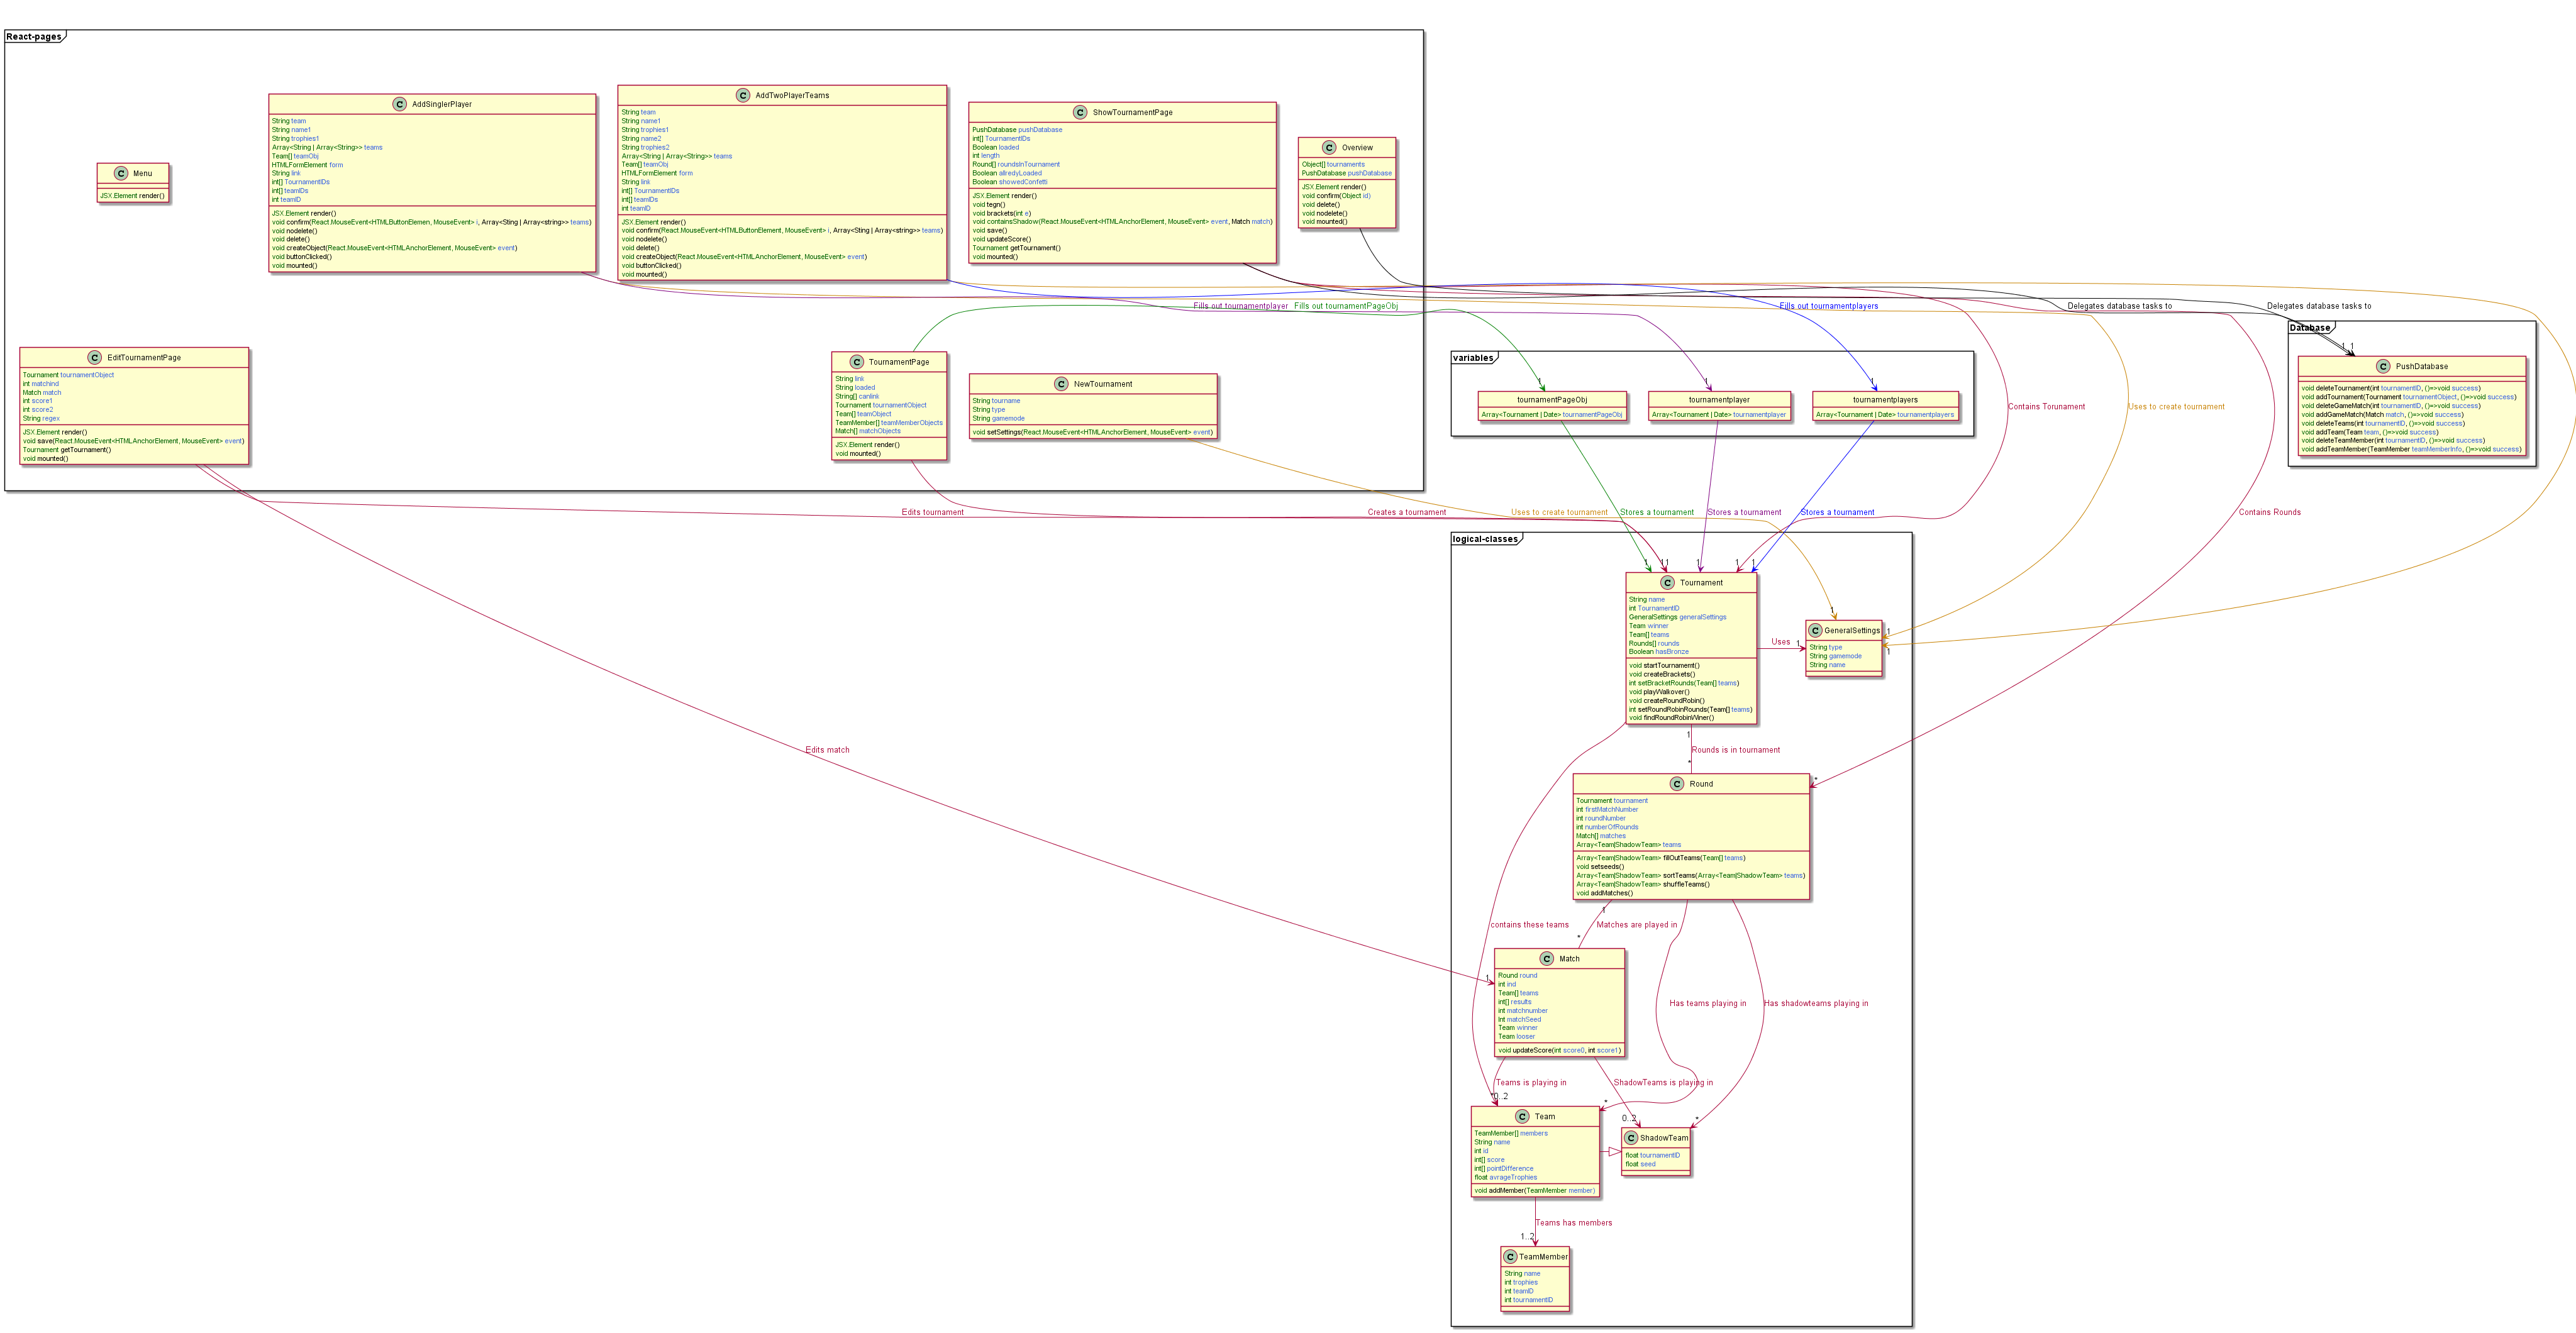 React-pages
C AddSinglerPlayer
String team
String name1
String trophies1
Array<String | Array<String>> teams
Team[] teamObj
HTMLFormElement form
String link
int[] TournamentIDs
int[] teamIDs
int teamID
JSX.Element render()
void confirm(React.MouseEvent<HTMLButtonElemen, MouseEvent> i, Array<Sting | Array<string>> teams)
void nodelete()
void delete()
void createObject(React.MouseEvent<HTMLAnchorElement, MouseEvent> event)
void buttonClicked()
void mounted()
C AddTwoPlayerTeams
String team
String name1
String trophies1
String name2
String trophies2
Array<String | Array<String>> teams
Team[] teamObj
HTMLFormElement form
String link
int[] TournamentIDs
int[] teamIDs
int teamID
JSX.Element render()
void confirm(React.MouseEvent<HTMLButtonElement, MouseEvent> i, Array<Sting | Array<string>> teams)
void nodelete()
void delete()
void createObject(React.MouseEvent<HTMLAnchorElement, MouseEvent> event)
void buttonClicked()
void mounted()
C ShowTournamentPage
PushDatabase pushDatabase
int[] TournamentIDs
Boolean loaded
int length
Round[] roundsInTournament
Boolean allredyLoaded
Boolean showedConfetti
JSX.Element render()
void tegn()
void brackets(int e)
void containsShadow(React.MouseEvent<HTMLAnchorElement, MouseEvent> event, Match match)
void save()
void updateScore()
Tournament getTournament()
void mounted()
C Overview
Object[] tournaments
PushDatabase pushDatabase
JSX.Element render()
void confirm(Object id)
void delete()
void nodelete()
void mounted()
C Menu
JSX.Element render()
Fills out tournamentplayer
Fills out tournamentPageObj
Fills out tournamentplayers
Delegates database tasks to
Delegates database tasks to
C EditTournamentPage
Tournament tournamentObject
int matchind
Match match
int score1
int score2
String regex
JSX.Element render()
void save(React.MouseEvent<HTMLAnchorElement, MouseEvent> event)
Tournament getTournament()
void mounted()
C TournamentPage
String link
String loaded
String[] canlink
Tournament tournamentObject
Team[] teamObject
TeamMember[] teamMemberObjects
Match[] matchObjects
JSX.Element render()
void mounted()
C NewTournament
String tourname
String type
String gamemode
void setSettings(React.MouseEvent<HTMLAnchorElement, MouseEvent> event)
variables
1
1
1
tournamentPageObj
Array<Tournament | Date> tournamentPageObj
tournamentplayer
Array<Tournament | Date> tournamentplayer
tournamentplayers
Array<Tournament | Date> tournamentplayers
Contains Torunament
Uses to create tournament
Database
1
1
C PushDatabase
void deleteTournament(int tournamentID, ()=>void success)
void addTournament(Tournament tournamentObject, ()=>void success)
void deleteGameMatch(int tournamentID, ()=>void success)
void addGameMatch(Match match, ()=>void success)
void deleteTeams(int tournamentID, ()=>void success)
void addTeam(Team team, ()=>void success)
void deleteTeamMember(int tournamentID, ()=>void success)
void addTeamMember(TeamMember teamMemberInfo, ()=>void success)
Edits tournament
Creates a tournament
Uses to create tournament
Stores a tournament
Stores a tournament
Stores a tournament
Contains Rounds
logical-classes
1
1
1
1
1
1
C Tournament
String name
int TournamentID
GeneralSettings generalSettings
Team winner
Team[] teams
Rounds[] rounds
Boolean hasBronze
void startTournament()
void createBrackets()
int setBracketRounds(Team[] teams)
void playWalkover()
void createRoundRobin()
int setRoundRobinRounds(Team[] teams)
void findRoundRobinWiner()
Uses
1
1
1
1
C GeneralSettings
String type
String gamemode
String name
Edits match
1
Rounds is in tournament
*
*
C Round
Tournament tournament
int firstMatchNumber
int roundNumber
int numberOfRounds
Match[] matches
Array<Team|ShadowTeam> teams
Array<Team|ShadowTeam> fillOutTeams(Team[] teams)
void setseeds()
Array<Team|ShadowTeam> sortTeams(Array<Team|ShadowTeam> teams)
Array<Team|ShadowTeam> shuffleTeams()
void addMatches()
contains these teams
1
Matches are played in
*
1
C Match
Round round
int ind
Team[] teams
int[] results
int matchnumber
Int matchSeed
Team winner
Team looser
void updateScore(int score0, int score1)
Has teams playing in
Has shadowteams playing in
Teams is playing in
ShadowTeams is playing in
*
0..2
*
0..2
*
C Team
TeamMember[] members
String name
int id
int[] score
int[] pointDifference
float avrageTrophies
void addMember(TeamMember member)
C ShadowTeam
float tournamentID
float seed
Teams has members
1..2
C TeamMember
String name
int trophies
int teamID
int tournamentID